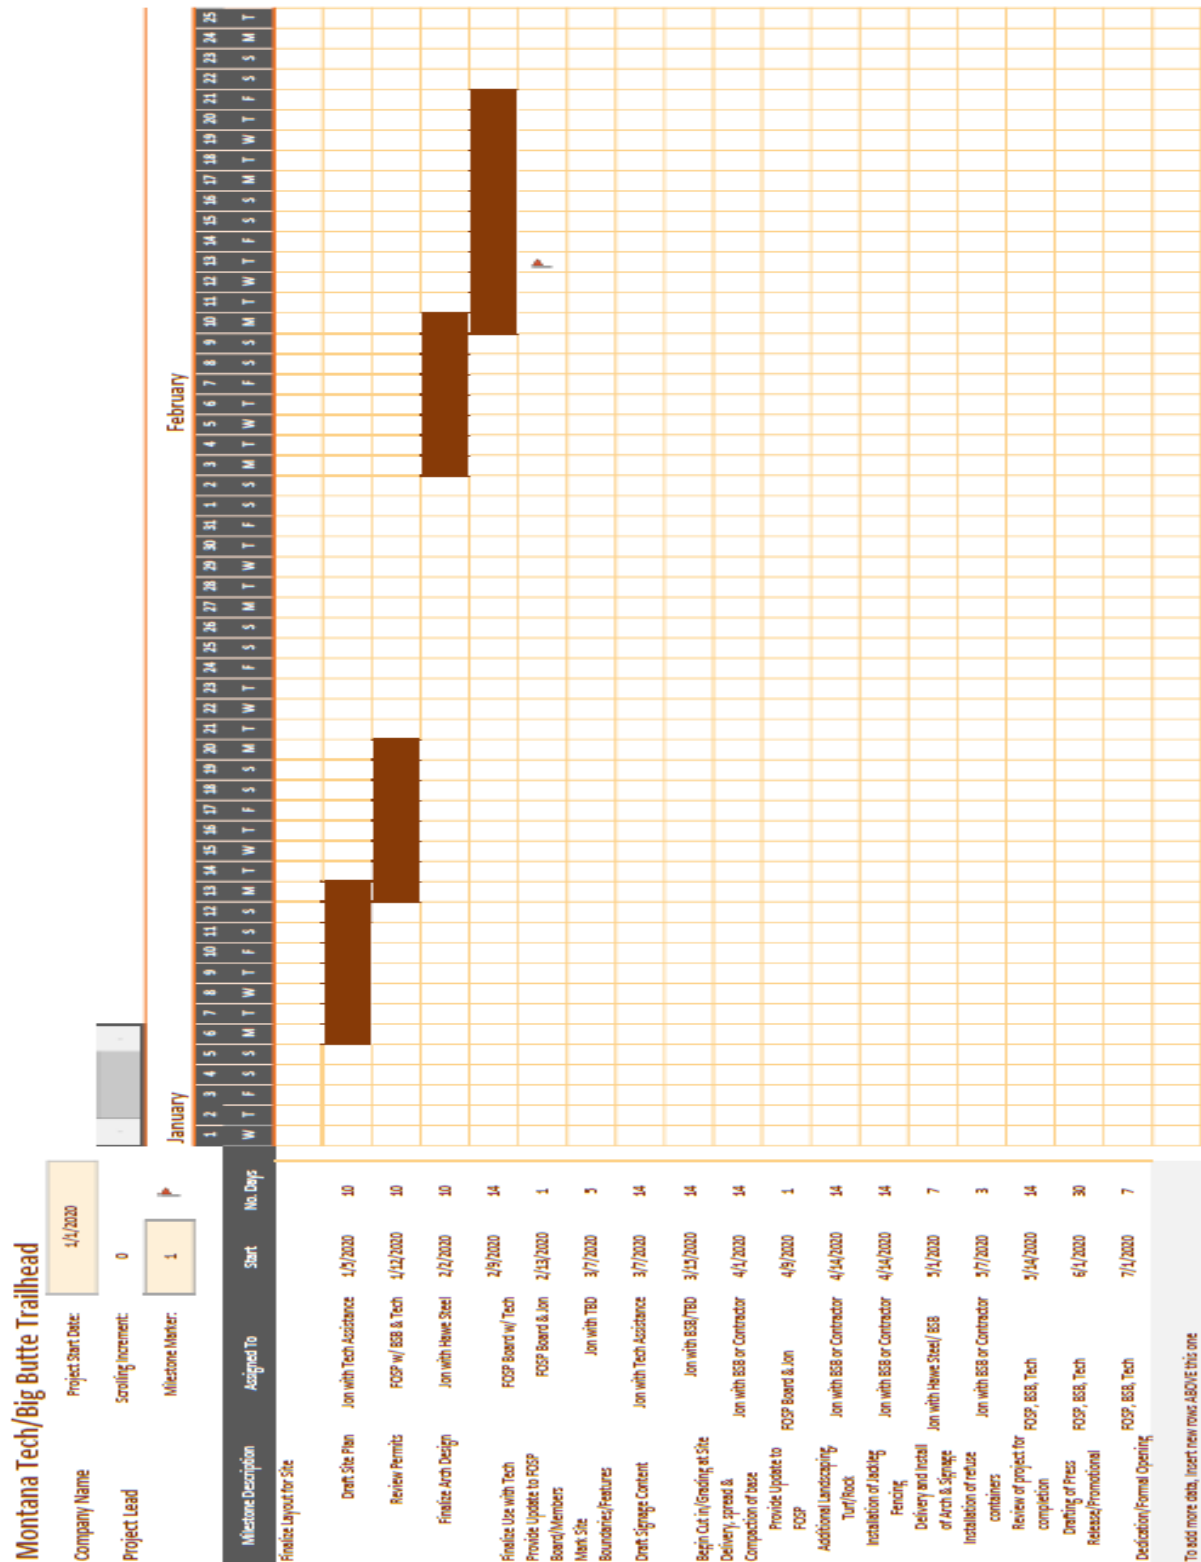 Montana Tech/Big Butte Trailhead
Company Name
Project Start Date: 1/1/2020
Project Lead
Scrolling Increment: 0
Milestone Marker: 1
January February
1 2 3 4 5 6 7 8 9 10 11 12 13 14 15 16 17 18 19 20 21 22 23 24 25 26 27 28 29 30 31 1 2 3 4 5 6 7 8 9 10 11 12 13 14 15 16 17 18 19 20 21 22 23 24 25
Milestone Description Assigned To Start No. Days W T F S S M T W T F S S M T W T F S S M T W T F S S M T W T F S S M T W T F S S M T W T F S S M T W T F S S M T
Finalize Layout for Site
Draft Site Plan Jon with Tech Assistance 1/5/2020 10
Review Permits FOSP w/ BSB & Tech 1/12/2020 10
Finalize Arch Design Jon with Hawe Steel 2/2/2020 10
Finalize Use with Tech FOSP Board w/ Tech 2/9/2020 14
Provide Update to FOSP
Board/Members FOSP Board & Jon 2/13/2020 1
Mark Site
Boundaries/Features Jon with TBD 3/7/2020 5
Draft Signage Content Jon with Tech Assistance 3/7/2020 14
Begin Cut in/Grading at Site Jon with BSB/TBD 3/15/2020 14
Delivery, spread &
Compaction of base Jon with BSB or Contractor 4/1/2020 14
Provide Update to
FOSP FOSP Board & Jon 4/9/2020 1
Additional Landscaping,
Turf/Rock Jon with BSB or Contractor 4/14/2020 14
Installation of Jackleg
Fencing Jon with BSB or Contractor 4/14/2020 14
Delivery and Install
of Arch & Signage Jon with Hawe Steel/ BSB 5/1/2020 7
Installation of refuse
containers Jon with BSB or Contractor 5/7/2020 3
Review of project for
completion FOSP, BSB, Tech 5/14/2020 14
Drafting of Press
Release/Promotional FOSP, BSB, Tech 6/1/2020 30
Dedication/Formal Opening FOSP, BSB, Tech 7/1/2020 7
To add more data, Insert new rows ABOVE this one